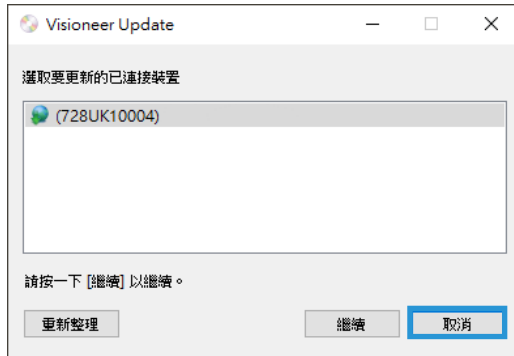 Visioneer Update
選取要更新的已連接裝置
(728UK10004)
請按一下 [繼續] 以繼續。
重新整理 繼續 取消